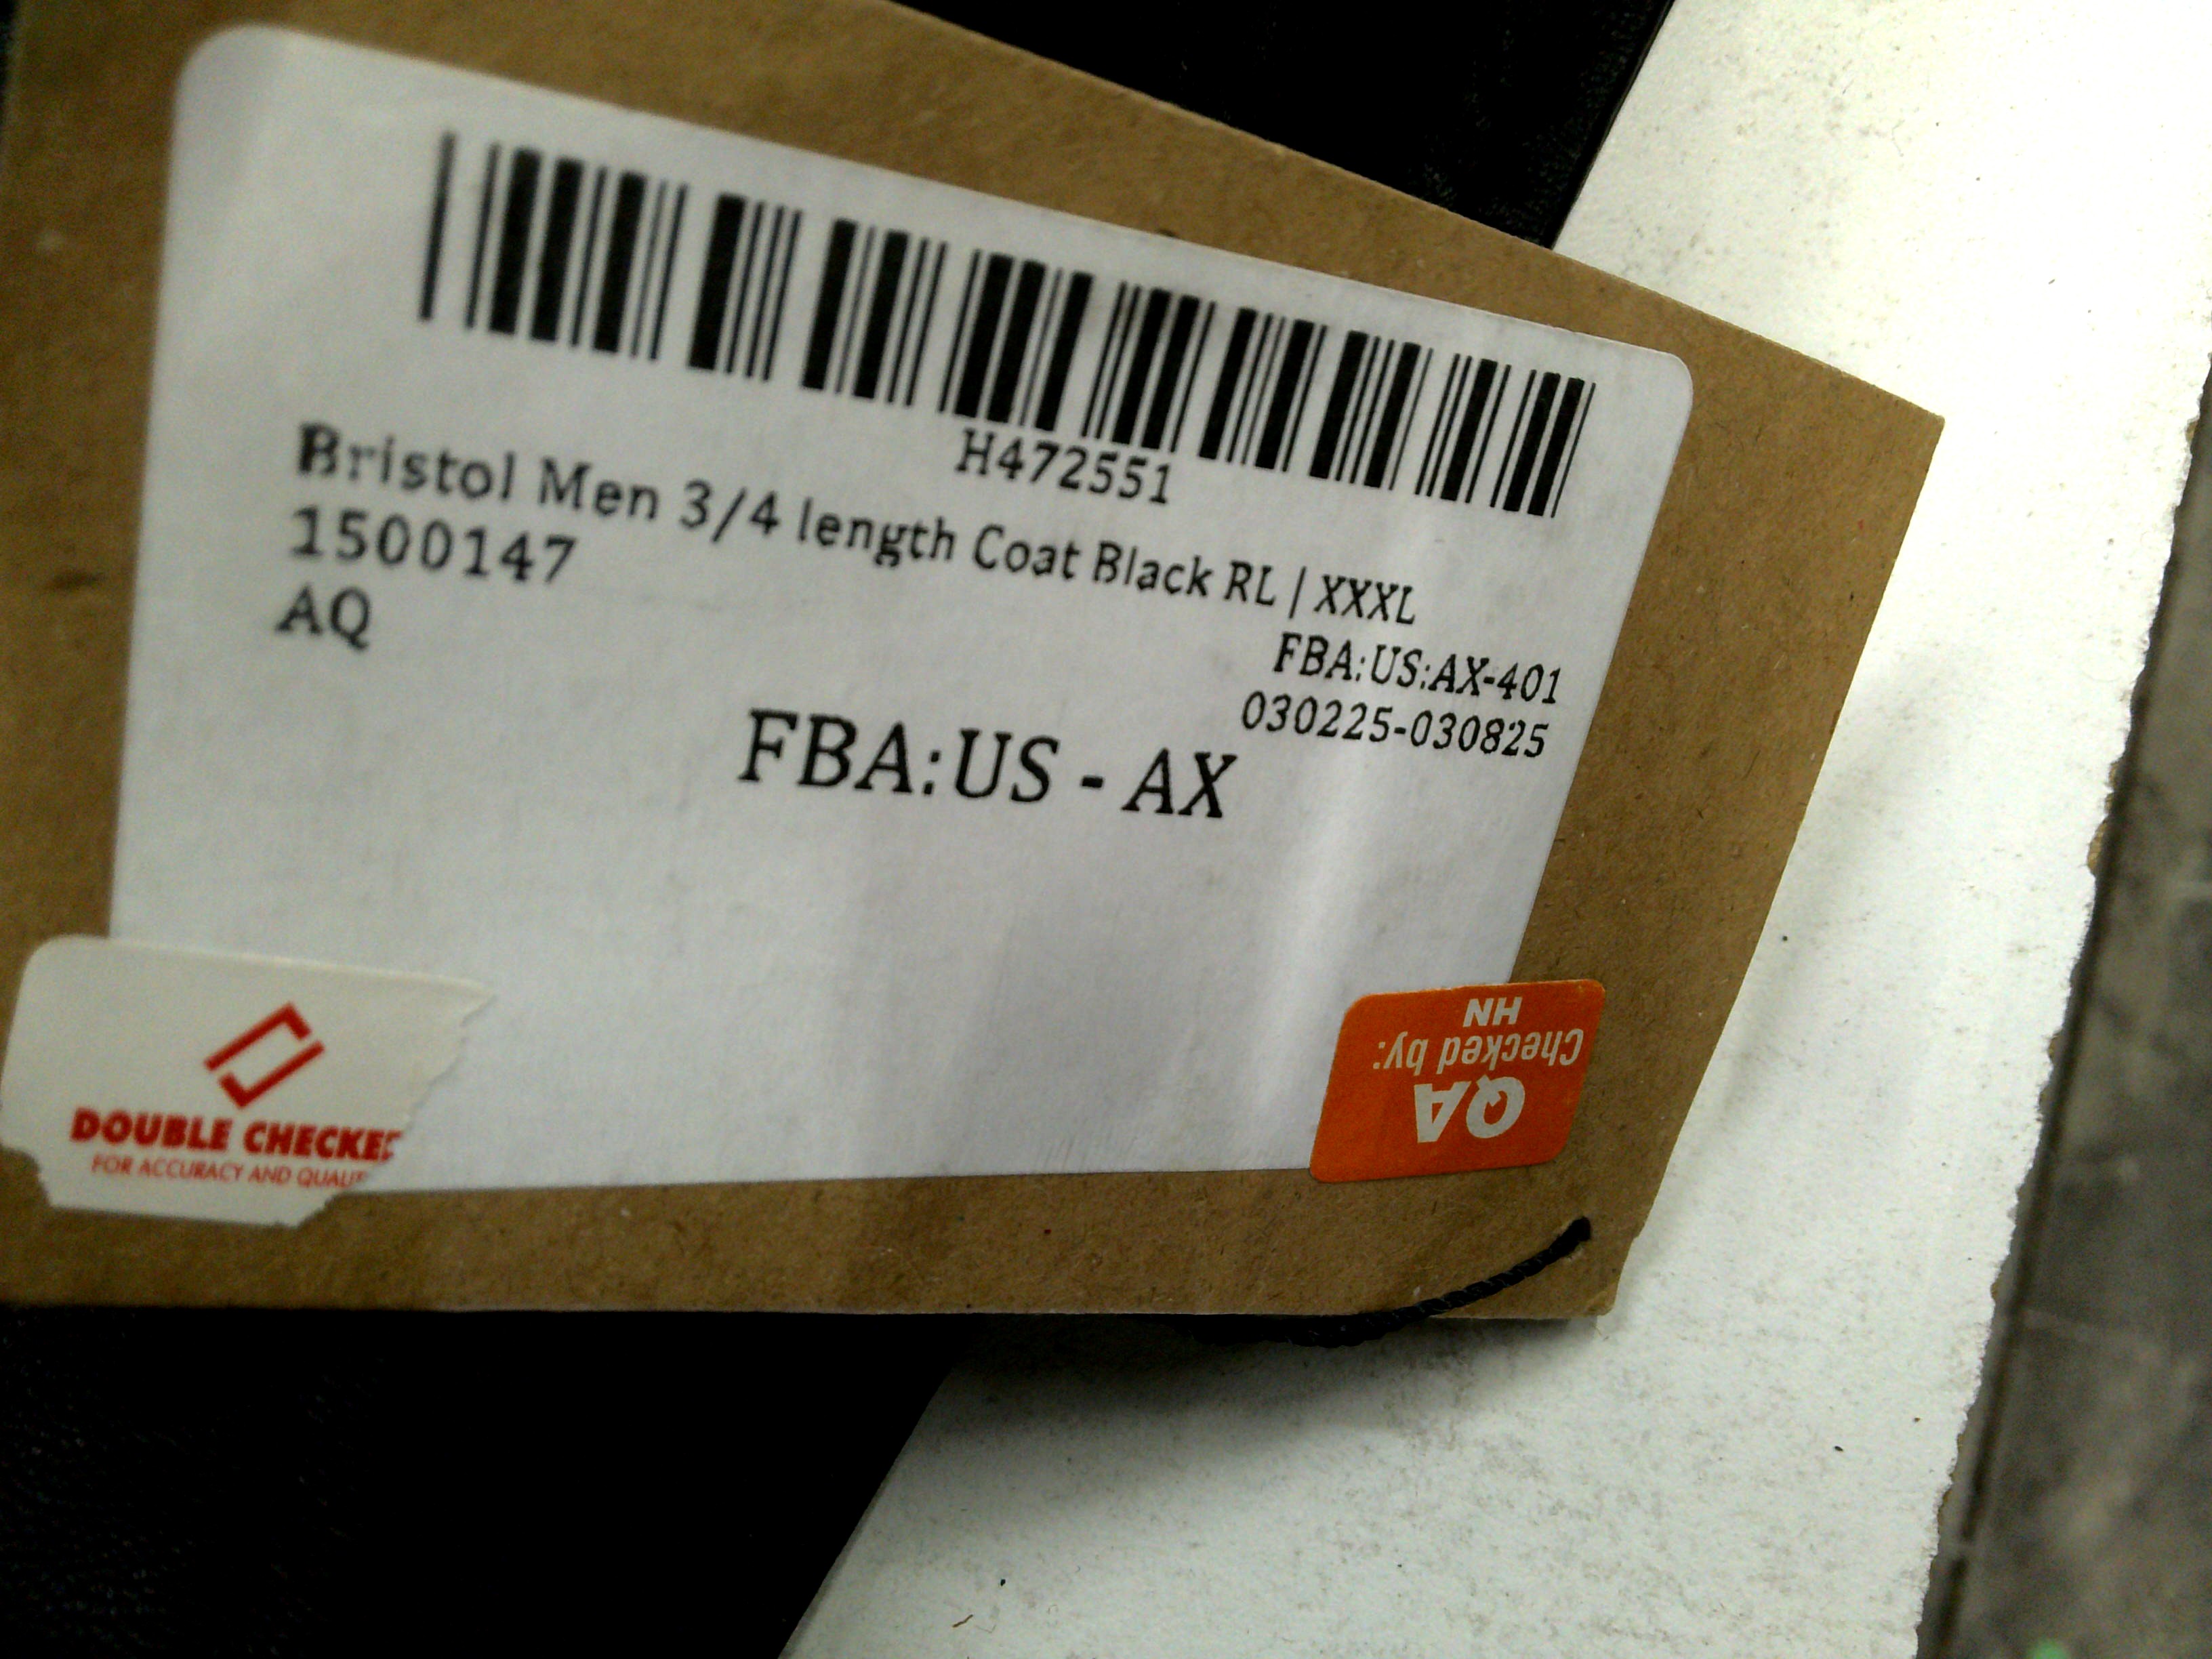 H472551
Bristol Men 3/4 length Coat Black RL | XXXL
1500147
AQ
FBA:US:AX-401
030225-030825
FBA:US - AX
DOUBLE CHECKE
FOR ACCURACY AND QUALI
QA
Checked by:
HN